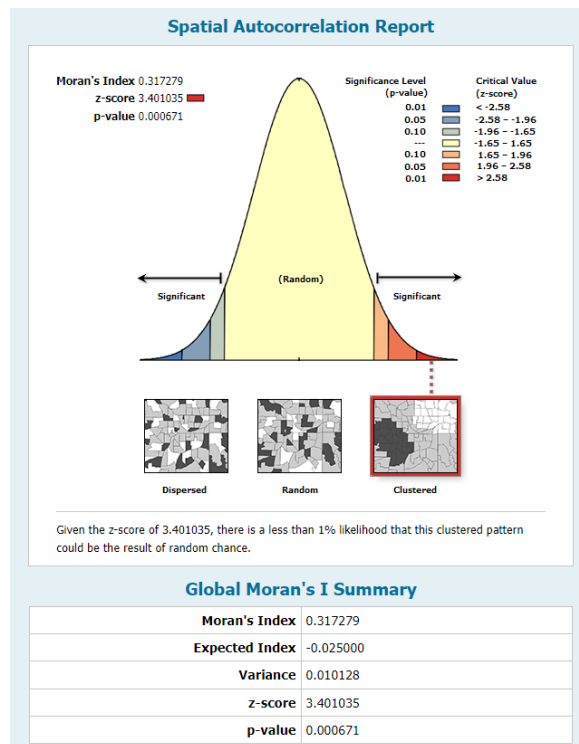 Spatial Autocorrelation Report
Moran's Index 0.317279
z-score 3.401035
p-value 0.000671
Significance Level Critical Value
(p-value) (z-score)
0.01 < -2.58
0.05 -2.58 – -1.96
0.10 -1.96 – -1.65
--- -1.65 – 1.65
0.10 1.65 – 1.96
0.05 1.96 – 2.58
0.01 > 2.58
(Random)
Significant Significant
Dispersed Random Clustered
Given the z-score of 3.401035, there is a less than 1% likelihood that this clustered pattern
could be the result of random chance.
Global Moran's I Summary
Moran's Index 0.317279
Expected Index -0.025000
Variance 0.010128
z-score 3.401035
p-value 0.000671